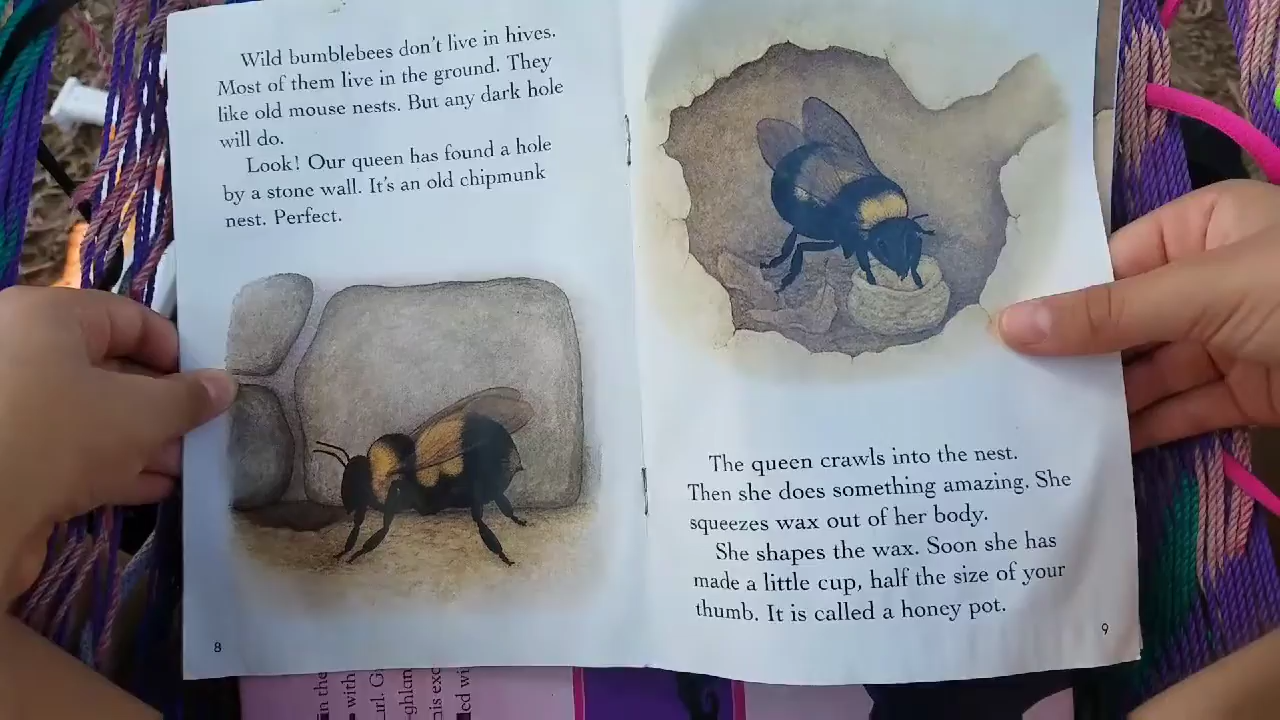 Wild bumblebees don't live in hives.
Most of them live in the ground. They
like old mouse nests. But any dark hole
will do.
Look! Our queen has found a hole
by a stone wall. It's an old chipmunk
nest. Perfect.
8
The queen crawls into the nest.
Then she does something amazing. She
squeezes wax out of her body.
She shapes the wax. Soon she has
made a little cup, half the size of your
thumb. It is called a honey pot.
9